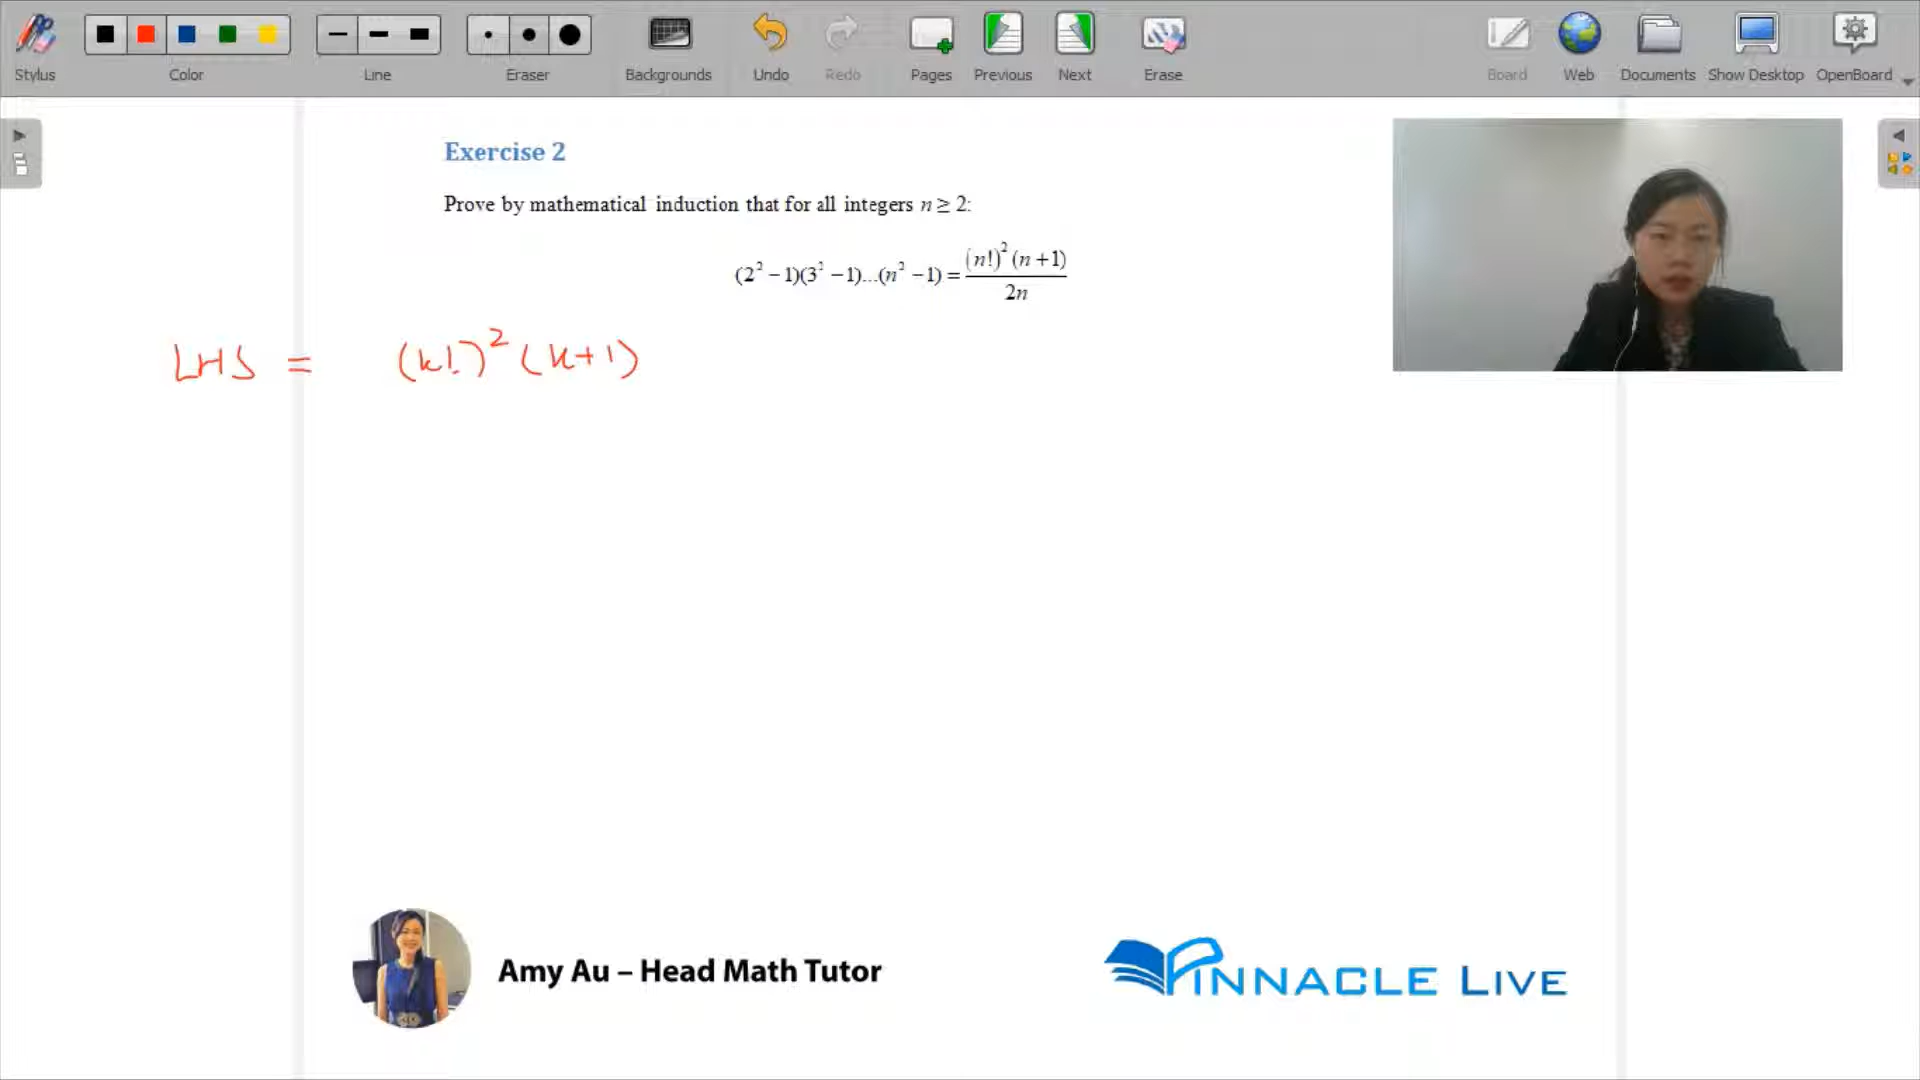 Stylus Color Line Eraser Backgrounds Undo Redo Pages Previous Next Erase Board Web Documents Show Desktop OpenBoard
Exercise 2
Prove by mathematical induction that for all integers n ≥ 2:
(2² − 1)(3² − 1)...(n² − 1) = (n!)² (n + 1) / 2n
LHS = (k!)² (k+1)
Amy Au – Head Math Tutor
PINNACLE LIVE